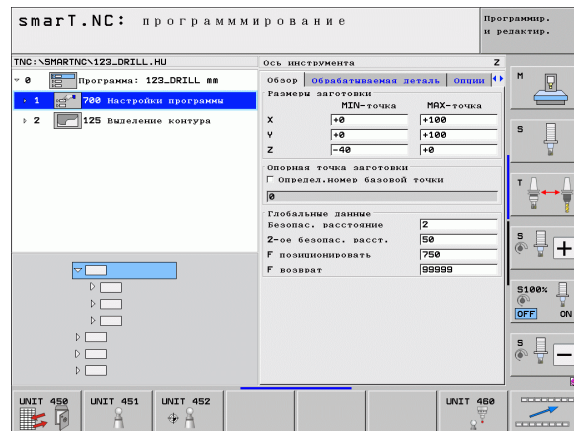 smarT.NC: программмирование
Программир.
и редактир.
TNC:\SMARTNC\123_DRILL.HU
0 Программа: 123_DRILL mm
1 700 Настройки программы
2 125 Выделение контура
Ось инструмента Z
Обзор Обрабатываемая деталь Опции
Размеры заготовки
MIN-точка MAX-точка
X +0 +100
Y +0 +100
Z -40 +0
Опорная точка заготовки
Определ.номер базовой точки
0
Глобальные данные
Безопас. расстояние 2
2-ое безопас. расст. 50
F позиционировать 750
F возврат 99999
M
S
T
S
S100%
OFF ON
S
UNIT 450
UNIT 451
UNIT 452
UNIT 460